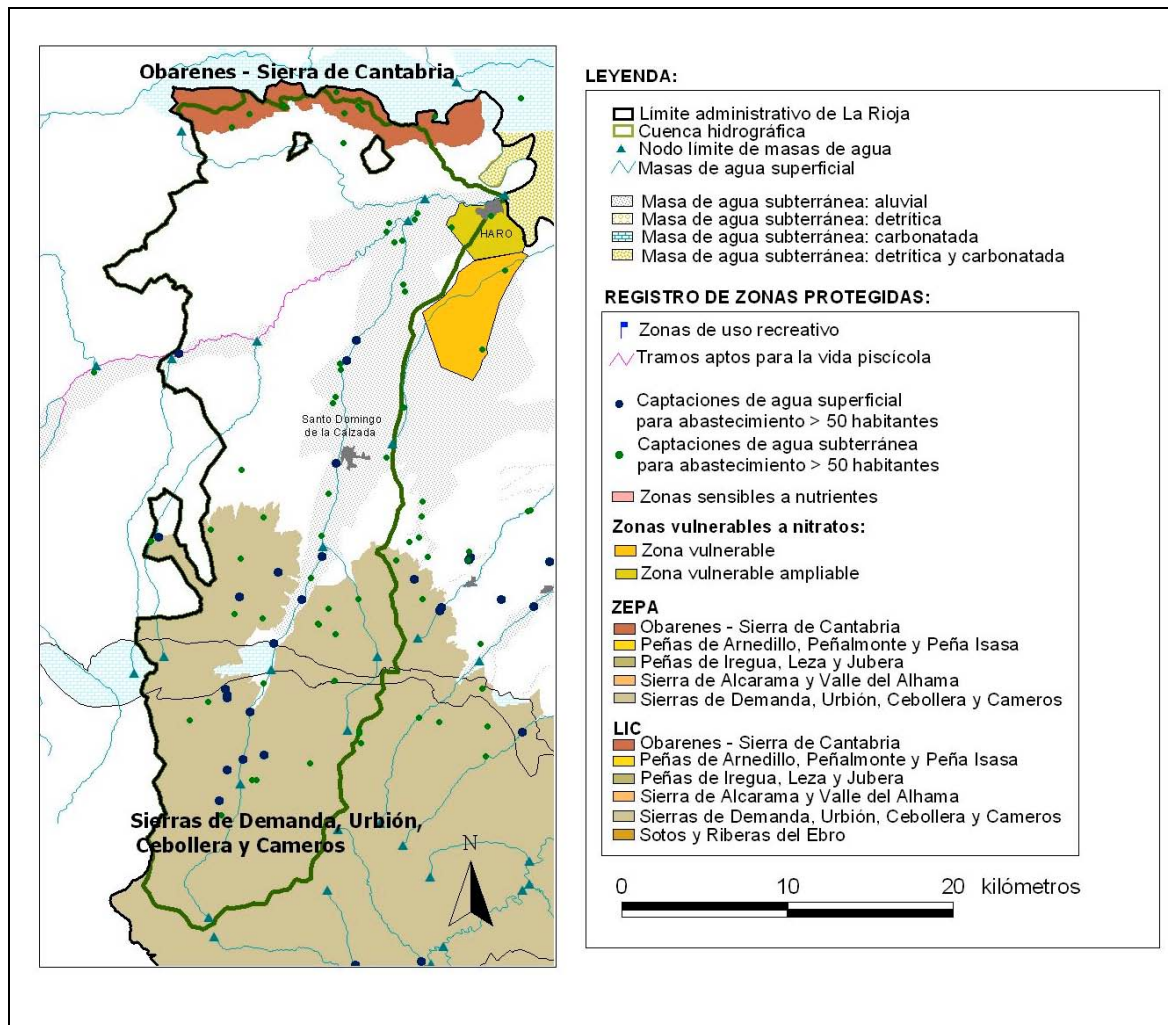 Obarenes - Sierra de Cantabria
HARO
Santo Domingo
de la Calzada
Sierras de Demanda, Urbión,
Cebollera y Cameros
N
LEYENDA:
Límite administrativo de La Rioja
Cuenca hidrográfica
Nodo límite de masas de agua
Masas de agua superficial
Masa de agua subterránea: aluvial
Masa de agua subterránea: detrítica
Masa de agua subterránea: carbonatada
Masa de agua subterránea: detrítica y carbonatada
REGISTRO DE ZONAS PROTEGIDAS:
Zonas de uso recreativo
Tramos aptos para la vida piscícola
Captaciones de agua superficial
para abastecimiento > 50 habitantes
Captaciones de agua subterránea
para abastecimiento > 50 habitantes
Zonas sensibles a nutrientes
Zonas vulnerables a nitratos:
Zona vulnerable
Zona vulnerable ampliable
ZEPA
Obarenes - Sierra de Cantabria
Peñas de Arnedillo, Peñalmonte y Peña Isasa
Peñas de Iregua, Leza y Jubera
Sierra de Alcarama y Valle del Alhama
Sierras de Demanda, Urbión, Cebollera y Cameros
LIC
Obarenes - Sierra de Cantabria
Peñas de Arnedillo, Peñalmonte y Peña Isasa
Peñas de Iregua, Leza y Jubera
Sierra de Alcarama y Valle del Alhama
Sierras de Demanda, Urbión, Cebollera y Cameros
Sotos y Riberas del Ebro
0 10 20 kilómetros